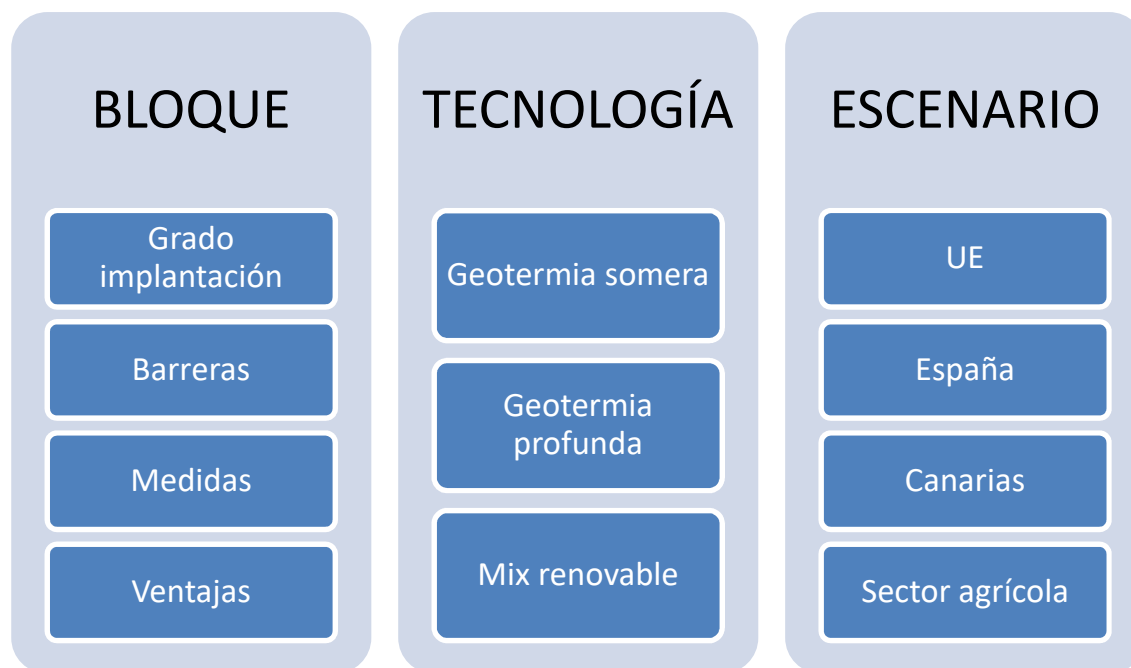 BLOQUE
Grado
implantación
Barreras
Medidas
Ventajas
TECNOLOGÍA
Geotermia somera
Geotermia
profunda
Mix renovable
ESCENARIO
UE
España
Canarias
Sector agrícola